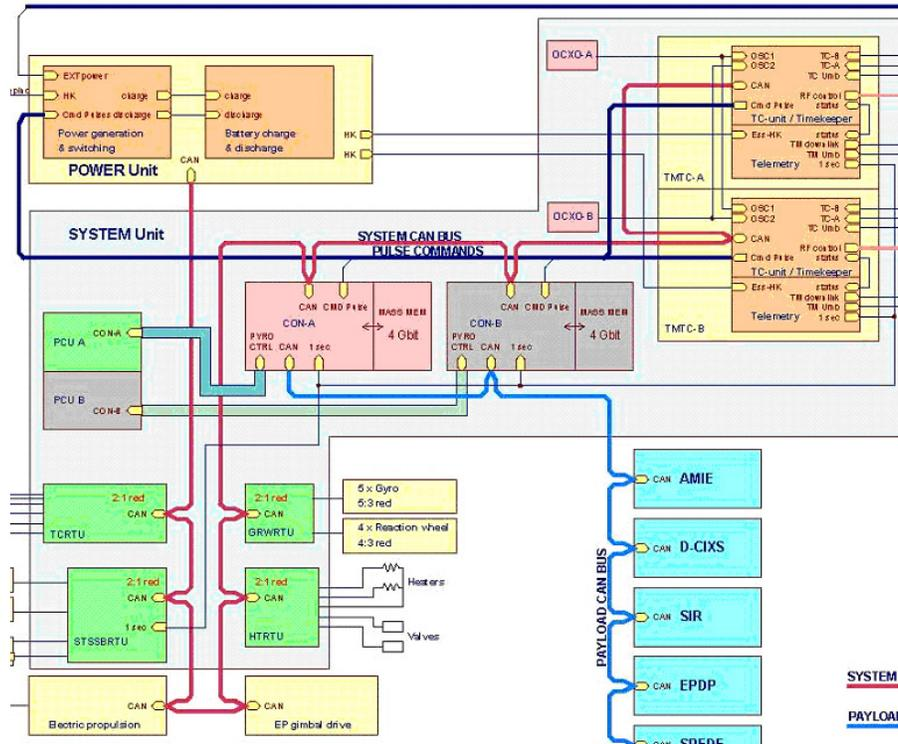 EXT power
HK
charge
Cmd Pulses discharge
Power generation
& switching
charge
discharge
Battery charge
& discharge
HK
HK
CAN
POWER Unit
OCXO-A
OSC1
OSC2
CAN
Cmd Pulse
TC-B
TC-A
TC Umb
RF control
status
TC-unit / Timekeeper
Ess-HK
status
TM down link
TM Umb
1 sec
Telemetry
TMTC-A
OCXO-B
OSC1
OSC2
CAN
Cmd Pulse
TC-B
TC-A
TC Umb
RF control
status
TC-unit / Timekeeper
Ess-HK
status
TM down link
TM Umb
1 sec
Telemetry
TMTC-B
SYSTEM Unit
SYSTEM CAN BUS
PULSE COMMANDS
CAN
CMD Pulse
MASS MEM
CON-A
4 Gbit
PYRO
CTRL
CAN
1 sec
CAN
CMD Pulse
MASS MEM
CON-B
4 Gbit
PYRO
CTRL
CAN
1 sec
PCU A
CON-A
PCU B
CON-B
2:1 red
CAN
TCRTU
2:1 red
CAN
GRWRTU
5 x Gyro
5:3 red
4 x Reaction wheel
4:3 red
2:1 red
CAN
1 sec
STSSBRTU
2:1 red
CAN
HTRTU
Heaters
Valves
CAN
Electric propulsion
CAN
EP gimbal drive
PAYLOAD CAN BUS
CAN AMIE
CAN D-CIXS
CAN SIR
CAN EPDP
SPEDE
SYSTEM
PAYLOA